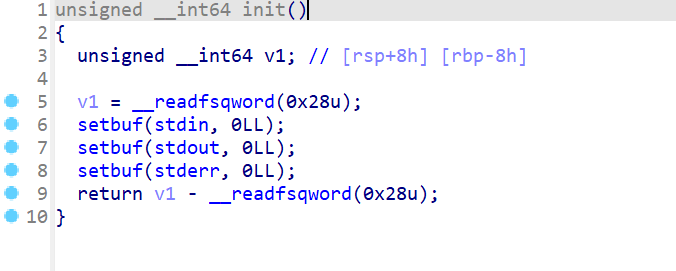 1 unsigned __int64 init()
2 {
3   unsigned __int64 v1; // [rsp+8h] [rbp-8h]
4
5   v1 = __readfsqword(0x28u);
6   setbuf(stdin, 0LL);
7   setbuf(stdout, 0LL);
8   setbuf(stderr, 0LL);
9   return v1 - __readfsqword(0x28u);
10 }